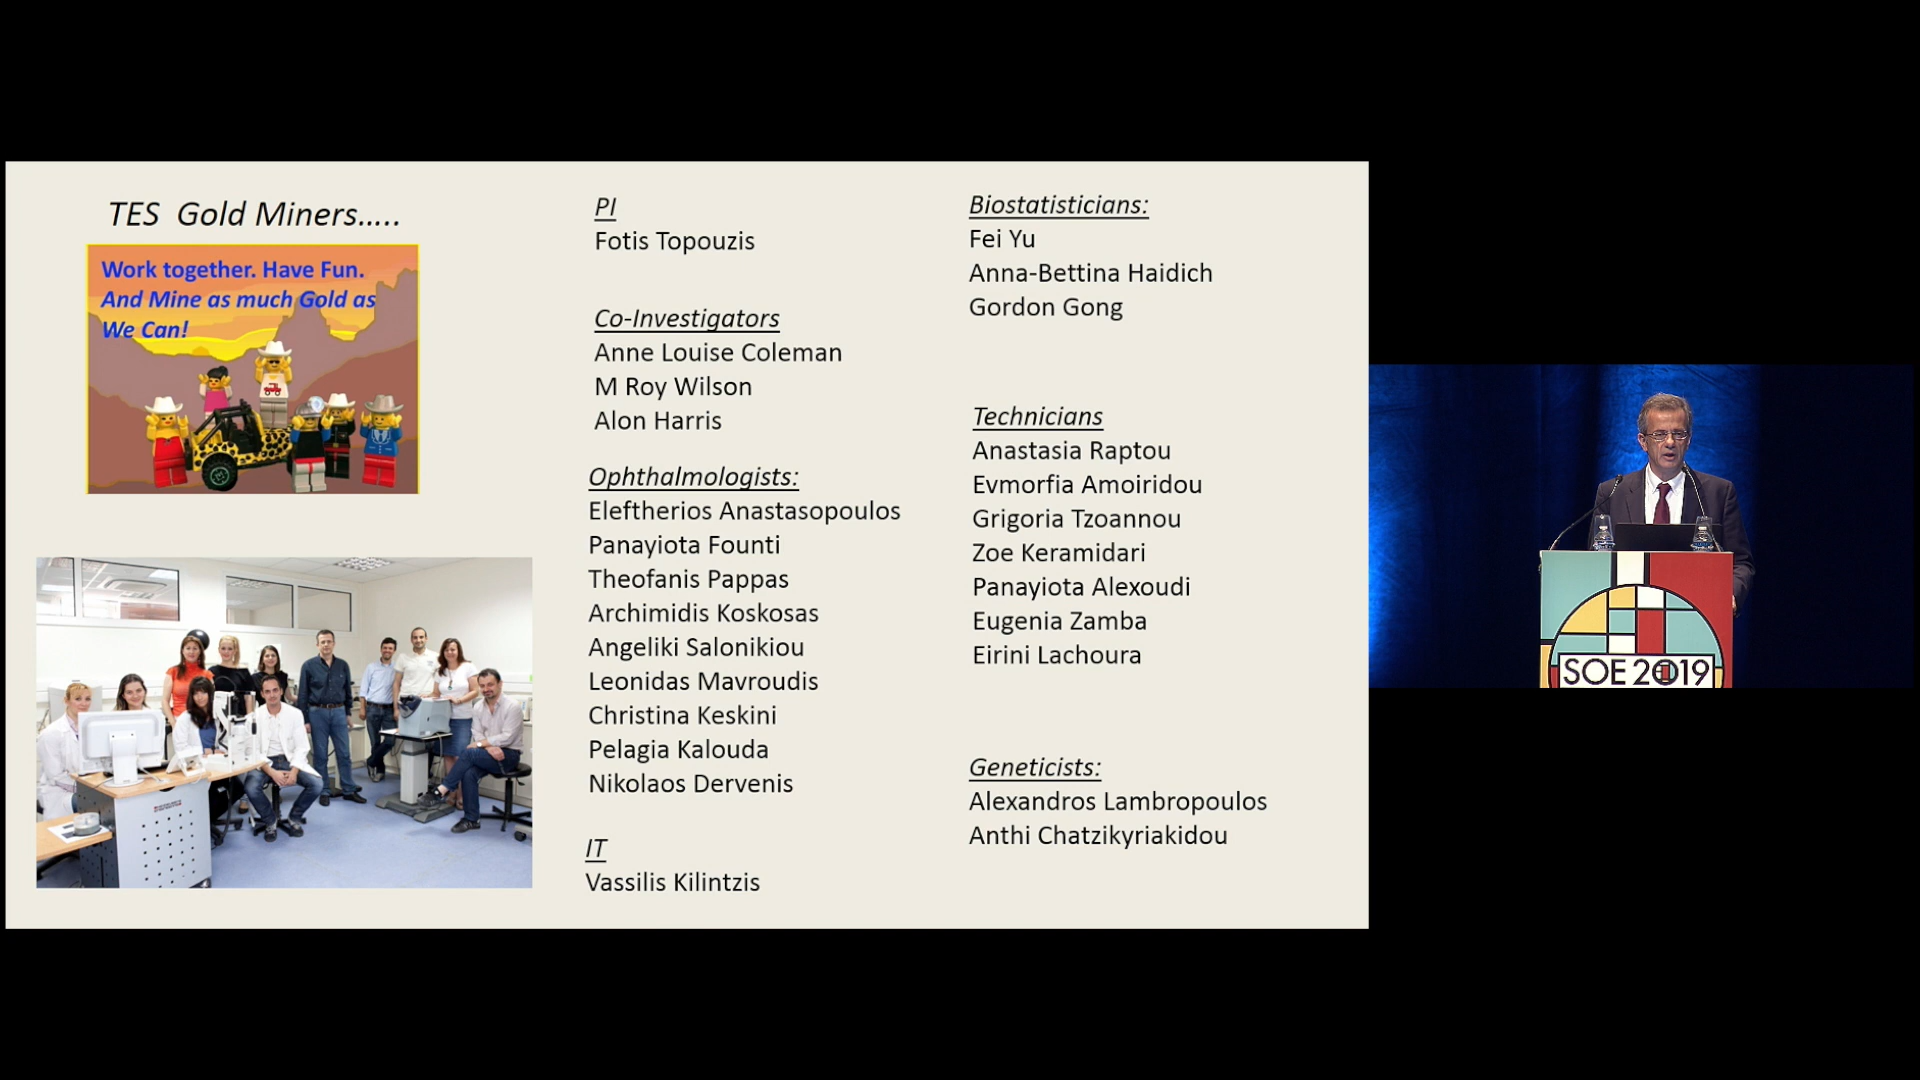 TES Gold Miners.....
Work together. Have Fun.
And Mine as much Gold as
We Can!
PI
Fotis Topouzis
Co-Investigators
Anne Louise Coleman
M Roy Wilson
Alon Harris
Ophthalmologists:
Eleftherios Anastasopoulos
Panayiota Founti
Theofanis Pappas
Archimidis Koskosas
Angeliki Salonikiou
Leonidas Mavroudis
Christina Keskini
Pelagia Kalouda
Nikolaos Dervenis
IT
Vassilis Kilintzis
Biostatisticians:
Fei Yu
Anna-Bettina Haidich
Gordon Gong
Technicians
Anastasia Raptou
Evmorfia Amoiridou
Grigoria Tzoannou
Zoe Keramidari
Panayiota Alexoudi
Eugenia Zamba
Eirini Lachoura
Geneticists:
Alexandros Lambropoulos
Anthi Chatzikyriakidou
SOE 2019